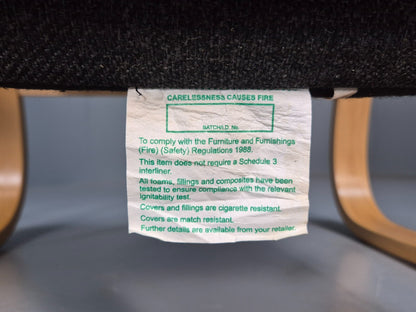 CARELESSNESS CAUSES FIRE
BATCH/I.D. No.
To comply with the Furniture and Furnishings
(Fire) (Safety) Regulations 1988.
This item does not require a Schedule 3
interliner.
All foams, fillings and composites have been
tested to ensure compliance with the relevant
ignitability test.
Covers and fillings are cigarette resistant.
Covers are match resistant.
Further details are available from your retailer.